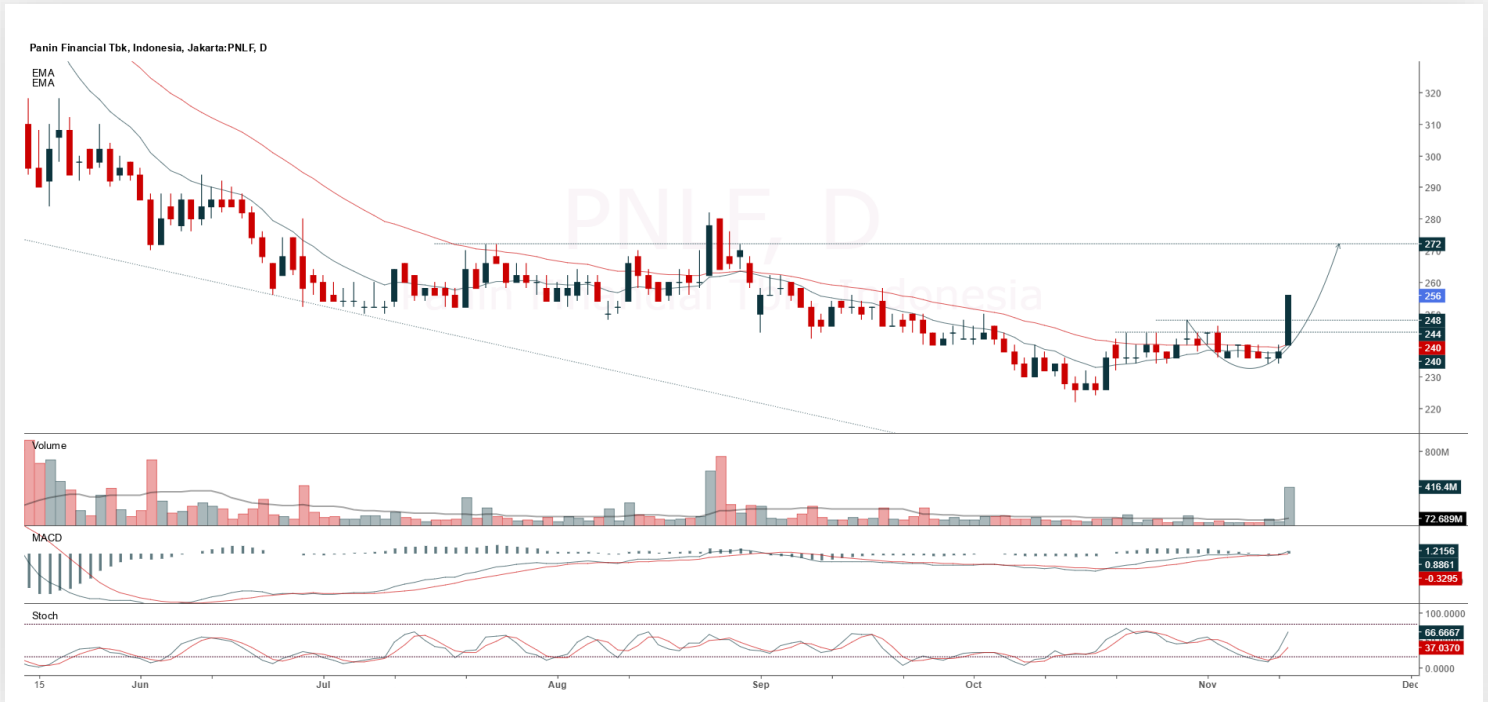 Panin Financial Tbk, Indonesia, Jakarta:PNLF, D
EMA
EMA
PNLF, D
Panin Financial Tbk, Indonesia
320
310
300
290
280
272
270
260
256
248
244
240
240
230
220
Volume
800M
416.4M
72.689M
MACD
1.2156
0.8861
-0.3295
Stoch
100.0000
66.6667
37.0370
0.0000
15 Jun Jul Aug Sep Oct Nov Dec